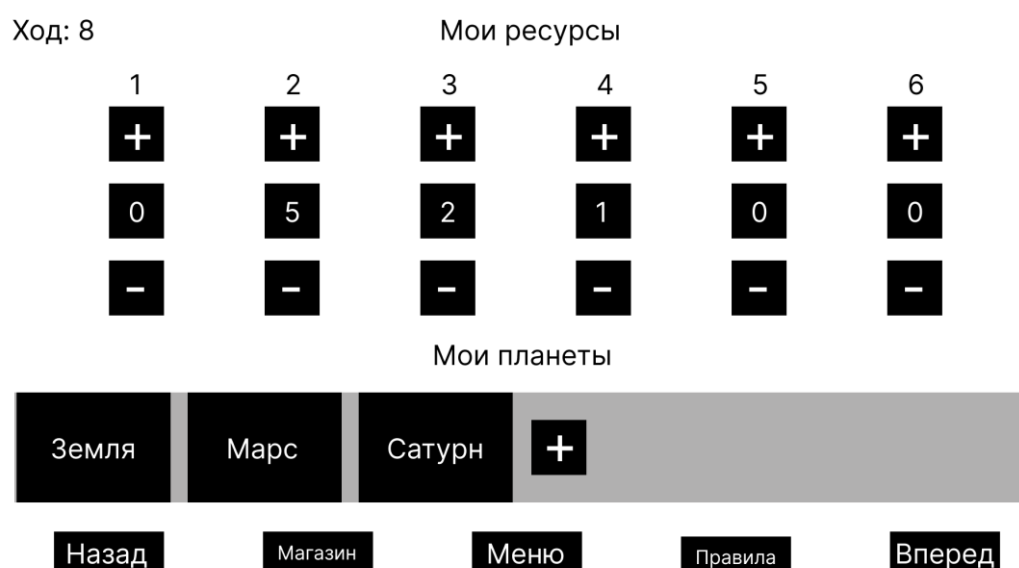 Ход: 8
Мои ресурсы
1 2 3 4 5 6
+ + + + + +
0 5 2 1 0 0
- - - - - -
Мои планеты
Земля Марс Сатурн +
Назад Магазин Меню Правила Вперед